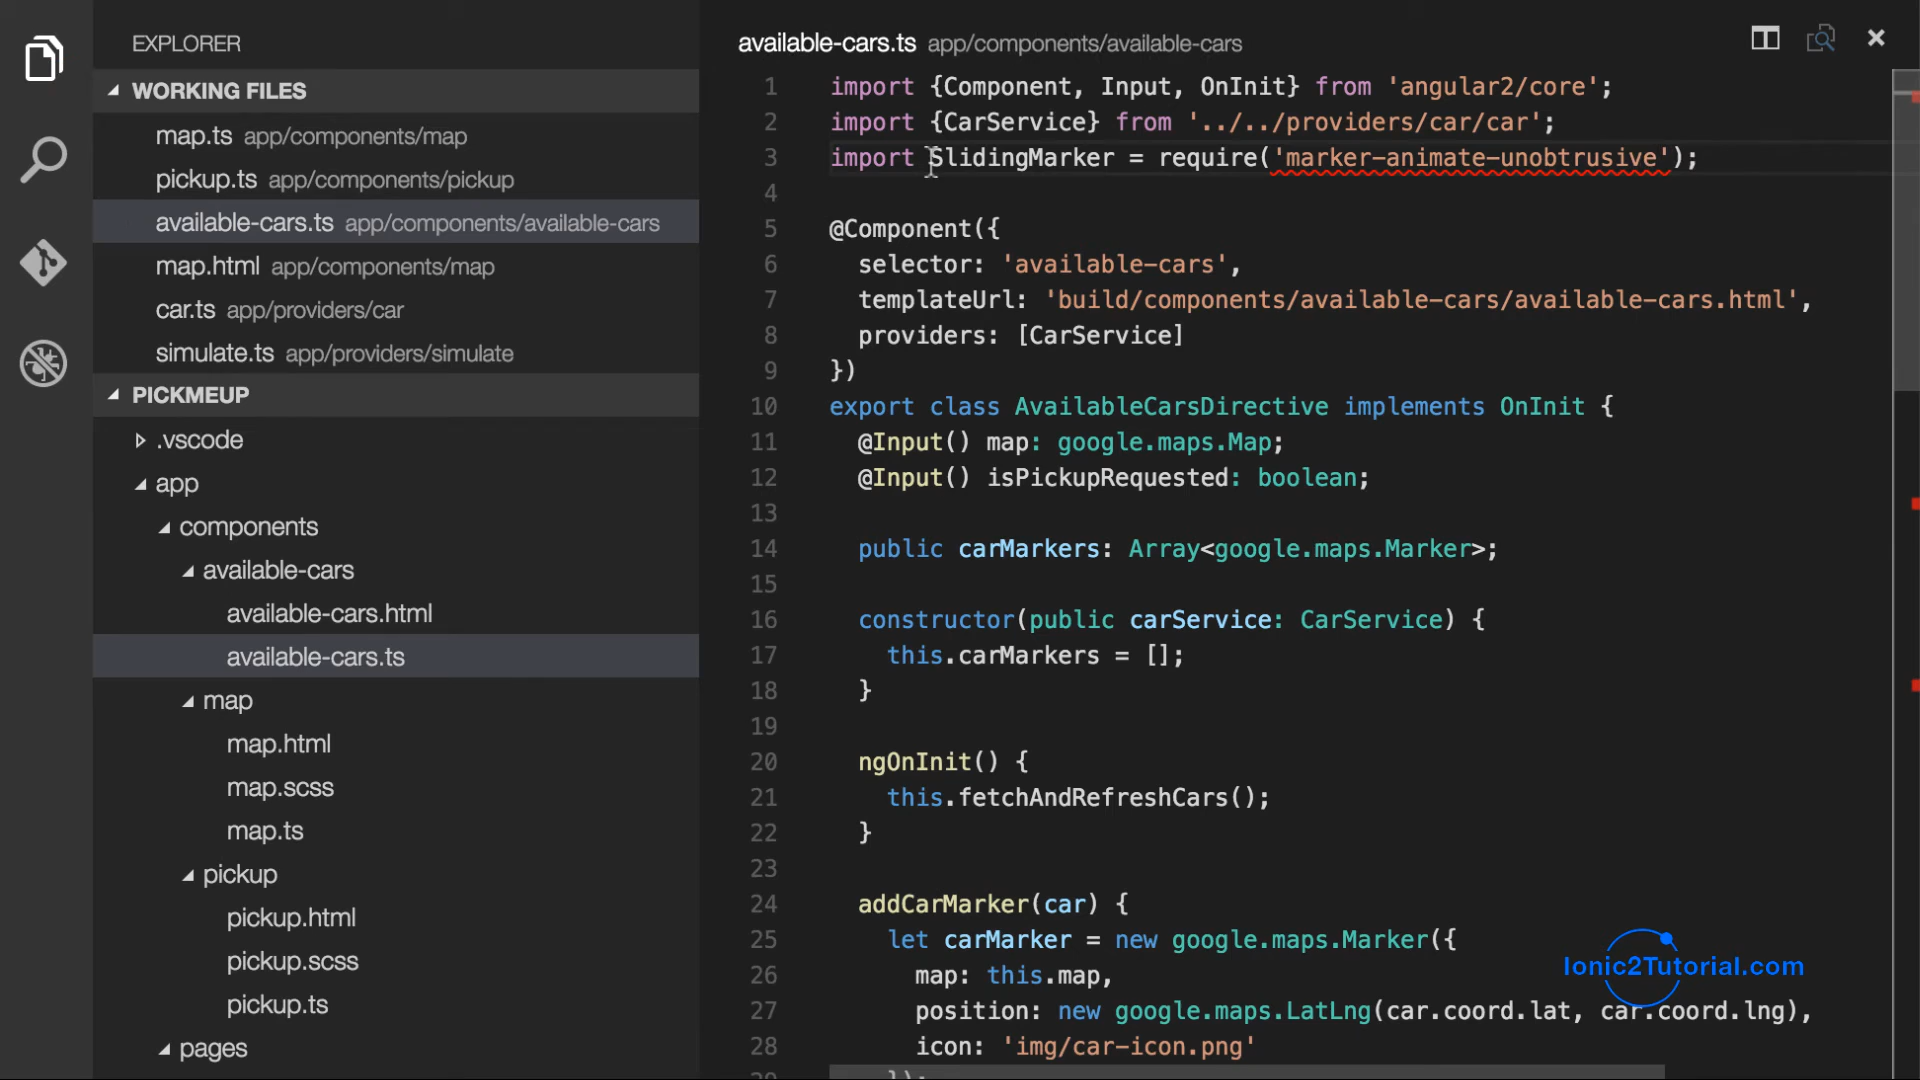 EXPLORER
WORKING FILES
map.ts app/components/map
pickup.ts app/components/pickup
available-cars.ts app/components/available-cars
map.html app/components/map
car.ts app/providers/car
simulate.ts app/providers/simulate
PICKMEUP
.vscode
app
components
available-cars
available-cars.html
available-cars.ts
map
map.html
map.scss
map.ts
pickup
pickup.html
pickup.scss
pickup.ts
pages
available-cars.ts app/components/available-cars
1 import {Component, Input, OnInit} from 'angular2/core';
2 import {CarService} from '../../providers/car/car';
3 import SlidingMarker = require('marker-animate-unobtrusive');
4
5 @Component({
6 selector: 'available-cars',
7 templateUrl: 'build/components/available-cars/available-cars.html',
8 providers: [CarService]
9 })
10 export class AvailableCarsDirective implements OnInit {
11 @Input() map: google.maps.Map;
12 @Input() isPickupRequested: boolean;
13
14 public carMarkers: Array<google.maps.Marker>;
15
16 constructor(public carService: CarService) {
17 this.carMarkers = [];
18 }
19
20 ngOnInit() {
21 this.fetchAndRefreshCars();
22 }
23
24 addCarMarker(car) {
25 let carMarker = new google.maps.Marker({
26 map: this.map,
27 position: new google.maps.LatLng(car.coord.lat, car.coord.lng),
28 icon: 'img/car-icon.png'
Ionic2Tutorial.com